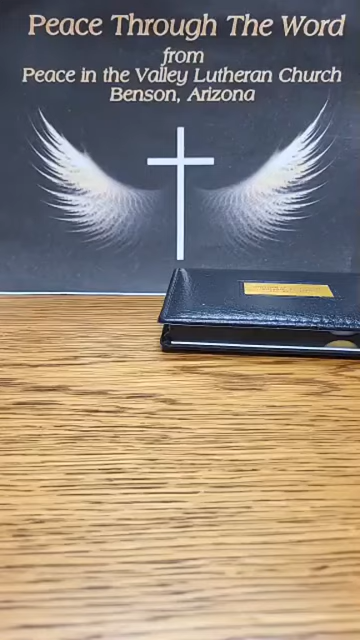 Peace Through The Word
from
Peace in the Valley Lutheran Church
Benson, Arizona